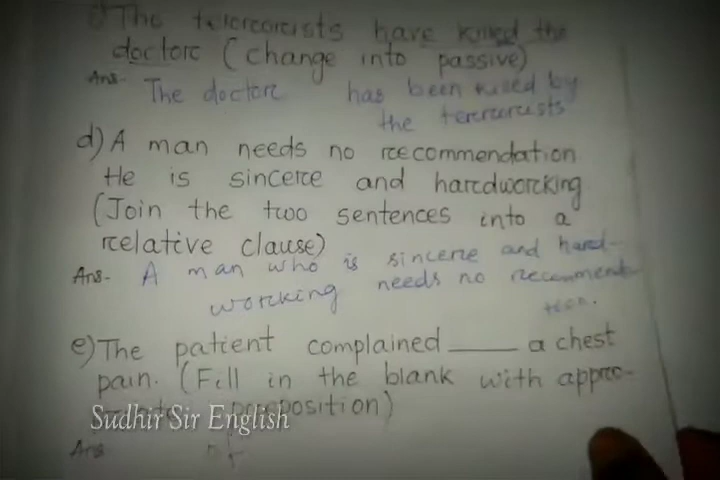 c) The terrorists have killed the
doctor (change into passive)
Ans- The doctor has been killed by
the terrorists
d) A man needs no recommendation
He is sincere and hardworking
(Join the two sentences into a
relative clause)
Ans- A man who is sincere and hard-
working needs no recommenda-
tion.
e) The patient complained ____ a chest
pain. (Fill in the blank with appro-
preposition)
Sudhir Sir English
Ans of